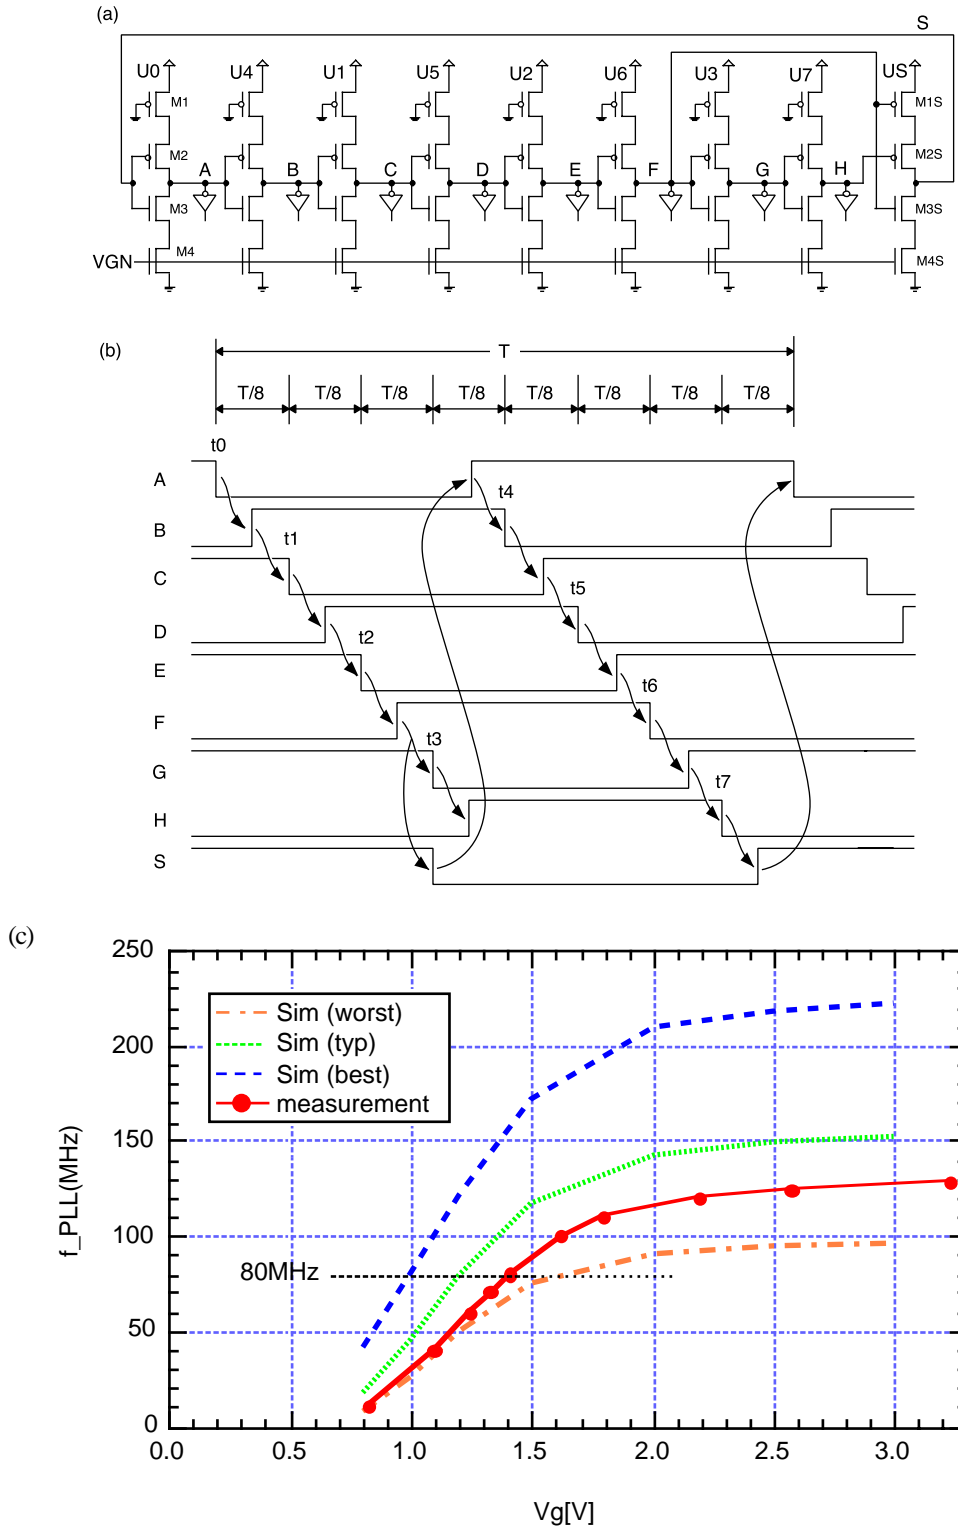 (a)
S
U0 U4 U1 U5 U2 U6 U3 U7 US
M1 M1S
M2 A B C D E F G H M2S
M3 M3S
M4 M4S
VGN
(b)
T
T/8 T/8 T/8 T/8 T/8 T/8 T/8 T/8
t0
A
t4
B
t1
C
t5
D
t2
E
t6
F
t3
G
t7
H
S
(c)
250
Sim (worst)
Sim (typ)
200
Sim (best)
measurement
150
f_PLL(MHz)
100
80MHz
50
0
0.0 0.5 1.0 1.5 2.0 2.5 3.0
Vg[V]